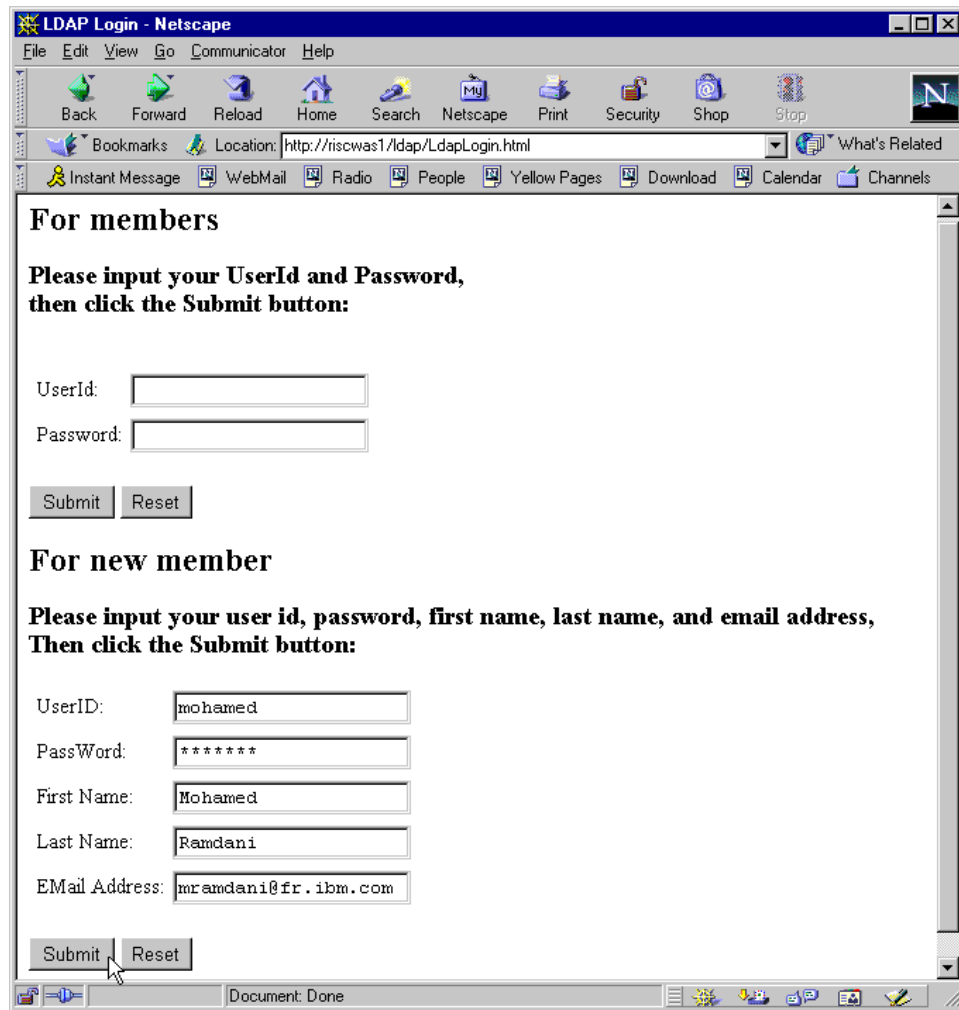 LDAP Login - Netscape
File Edit View Go Communicator Help
My
N
Back Forward Reload Home Search Netscape Print Security Shop Stop
Bookmarks Location: http://riscwas1/ldap/LdapLogin.html What's Related
Instant Message WebMail Radio People Yellow Pages Download Calendar Channels
For members
Please input your UserId and Password,
then click the Submit button:
UserId:
Password:
Submit Reset
For new member
Please input your user id, password, first name, last name, and email address,
Then click the Submit button:
UserID: mohamed
PassWord: *******
First Name: Mohamed
Last Name: Ramdani
EMail Address: mramdani@fr.ibm.com
Submit Reset
Document: Done